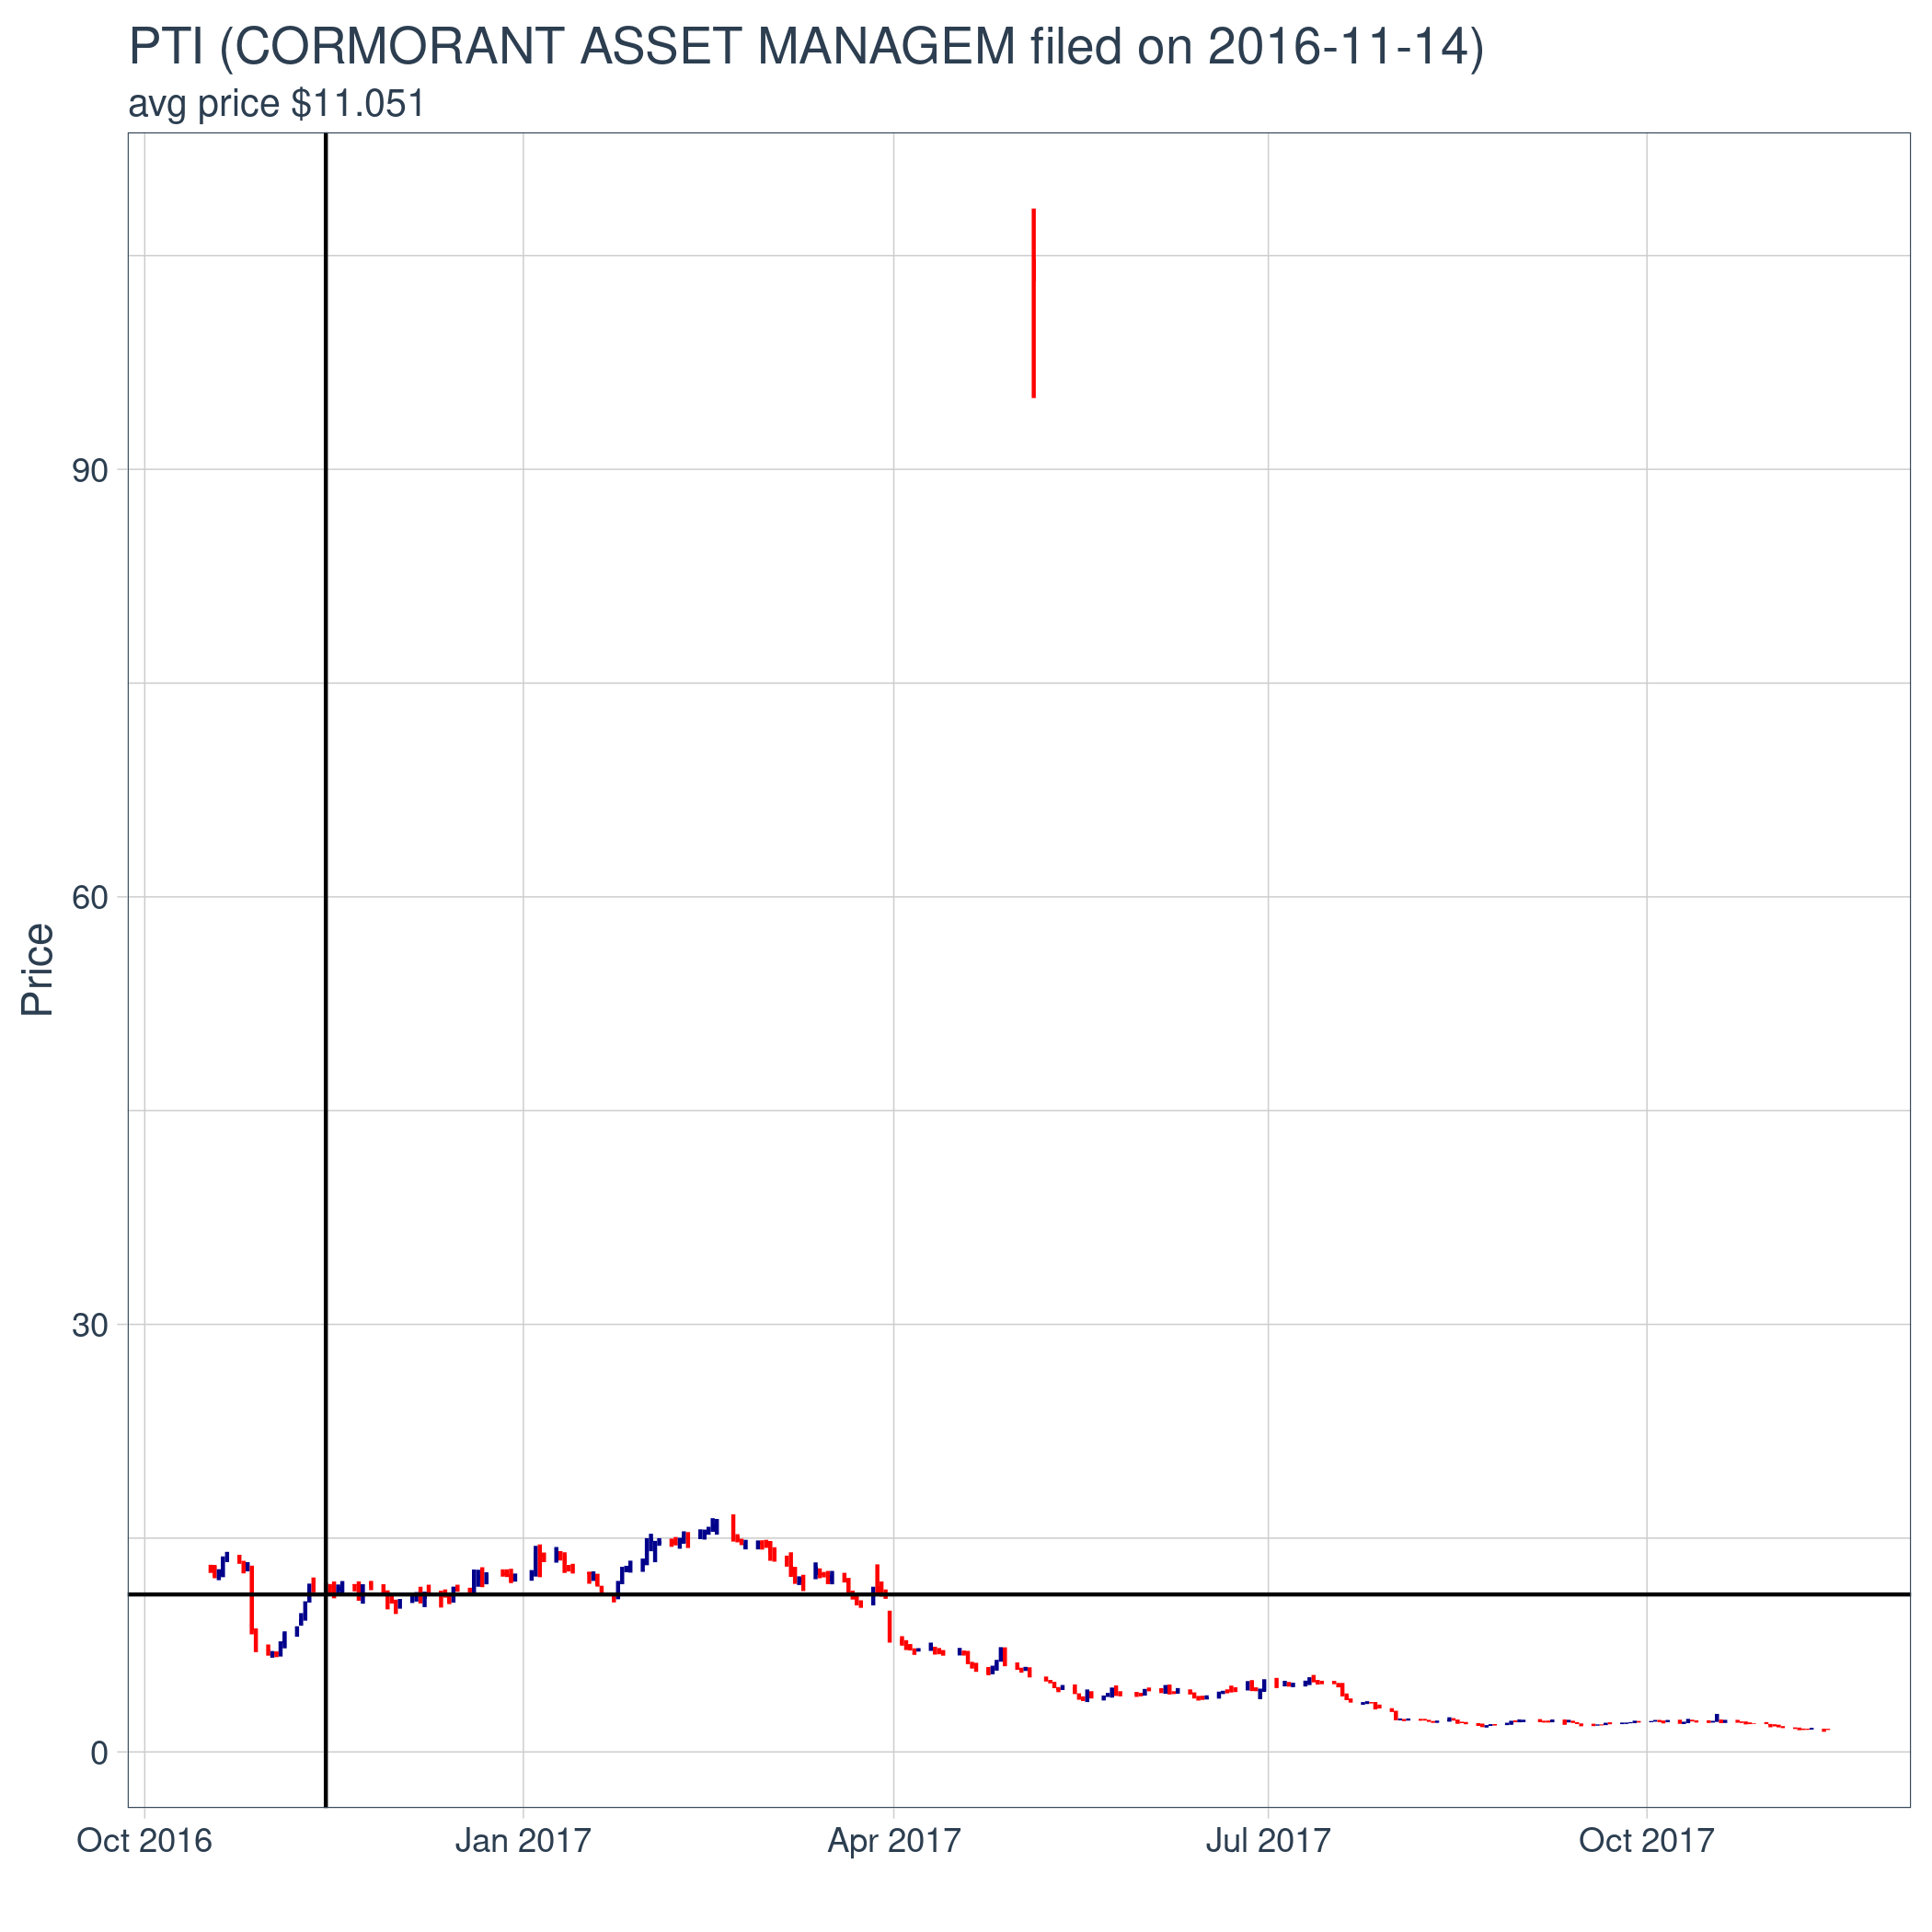 PTI (CORMORANT ASSET MANAGEM filed on 2016-11-14)
avg price $11.051
Price
90
60
30
0
Oct 2016 Jan 2017 Apr 2017 Jul 2017 Oct 2017